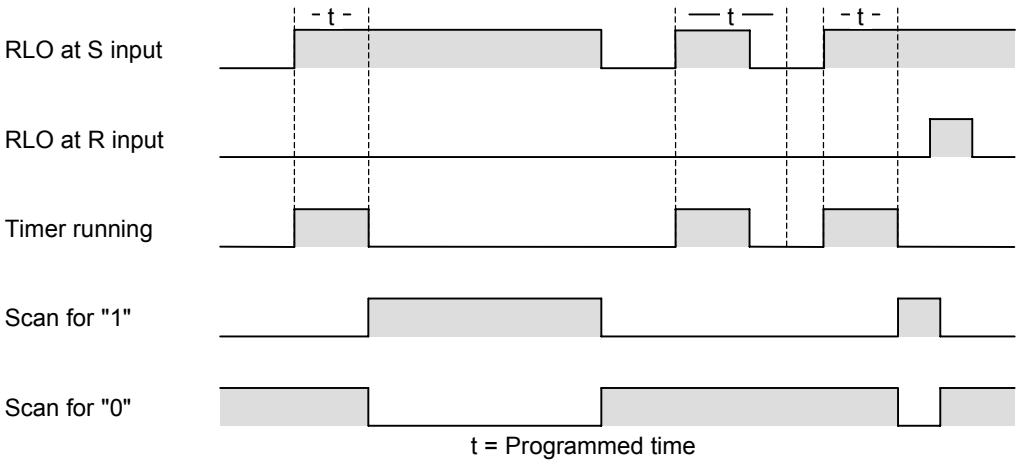 t t t
RLO at S input
RLO at R input
Timer running
Scan for "1"
Scan for "0"
t = Programmed time